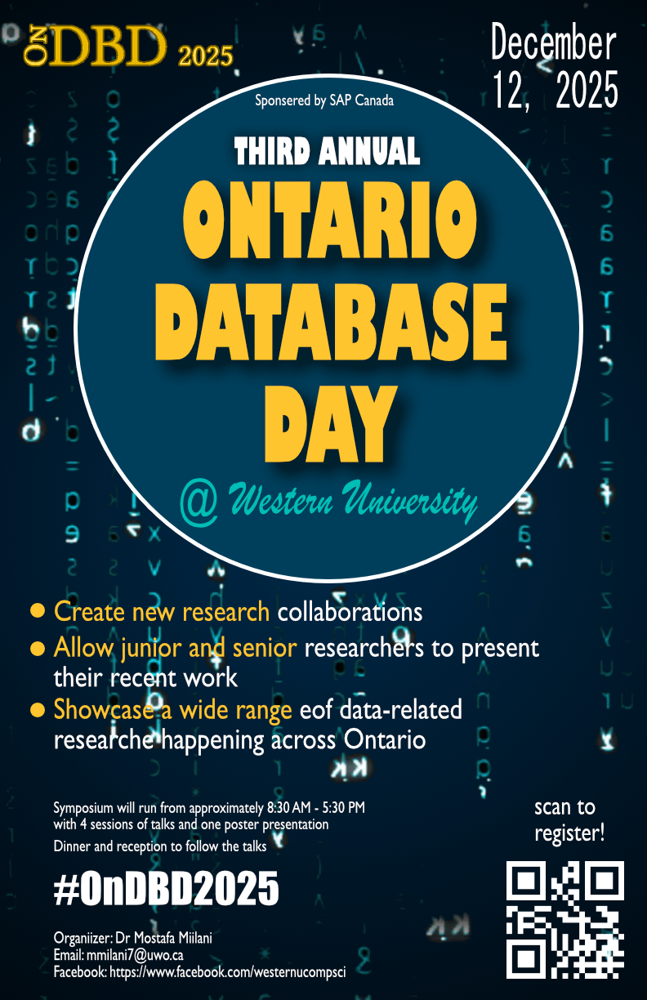 ON DBD 2025
December
12, 2025
Sponsered by SAP Canada
THIRD ANNUAL
ONTARIO
DATABASE
DAY
@ Western University
Create new research collaborations
Allow junior and senior researchers to present
their recent work
Showcase a wide range eof data-related
researche happening across Ontario
Symposium will run from approximately 8:30 AM - 5:30 PM
with 4 sessions of talks and one poster presentation
Dinner and reception to follow the talks
#OnDBD2025
scan to
register!
Organiizer: Dr Mostafa Miilani
Email: mmilani7@uwo.ca
Facebook: https://www.facebook.com/westernucompsci